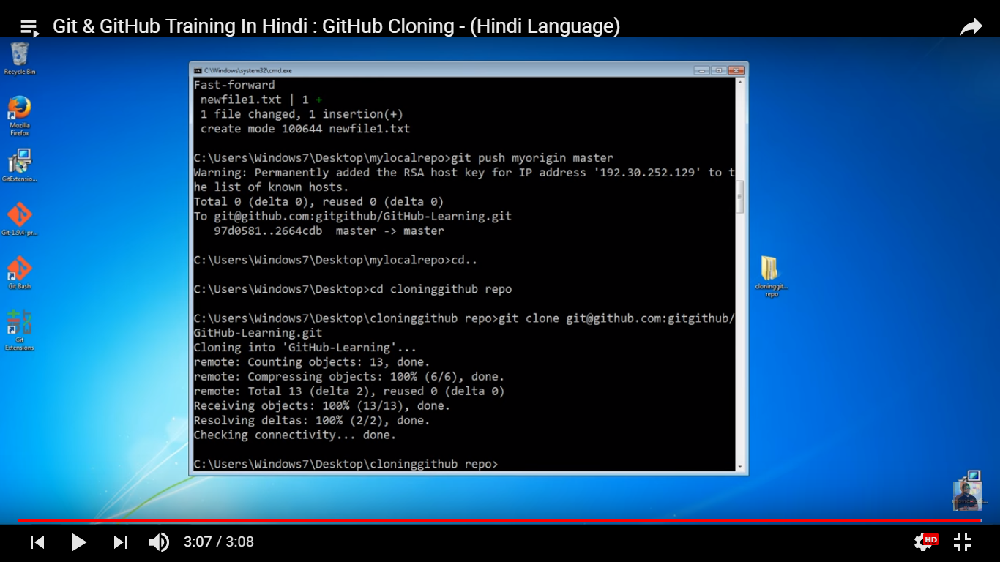 Git & GitHub Training In Hindi : GitHub Cloning - (Hindi Language)
Recycle Bin
Mozilla
Firefox
GitExtensio...
Git-1.9.4-pr...
Git Bash
Git
Extensions
C:\Windows\system32\cmd.exe
Fast-forward
newfile1.txt | 1 +
1 file changed, 1 insertion(+)
create mode 100644 newfile1.txt
C:\Users\Windows7\Desktop\mylocalrepo>git push myorigin master
Warning: Permanently added the RSA host key for IP address '192.30.252.129' to t
he list of known hosts.
Total 0 (delta 0), reused 0 (delta 0)
To git@github.com:gitgithub/GitHub-Learning.git
97d0581..2664cdb  master -> master
C:\Users\Windows7\Desktop\mylocalrepo>cd..
C:\Users\Windows7\Desktop>cd cloninggithub repo
C:\Users\Windows7\Desktop\cloninggithub repo>git clone git@github.com:gitgithub/
GitHub-Learning.git
Cloning into 'GitHub-Learning'...
remote: Counting objects: 13, done.
remote: Compressing objects: 100% (6/6), done.
remote: Total 13 (delta 2), reused 0 (delta 0)
Receiving objects: 100% (13/13), done.
Resolving deltas: 100% (2/2), done.
Checking connectivity... done.
C:\Users\Windows7\Desktop\cloninggithub repo>
cloninggit...
repo
3:07 / 3:08
HD